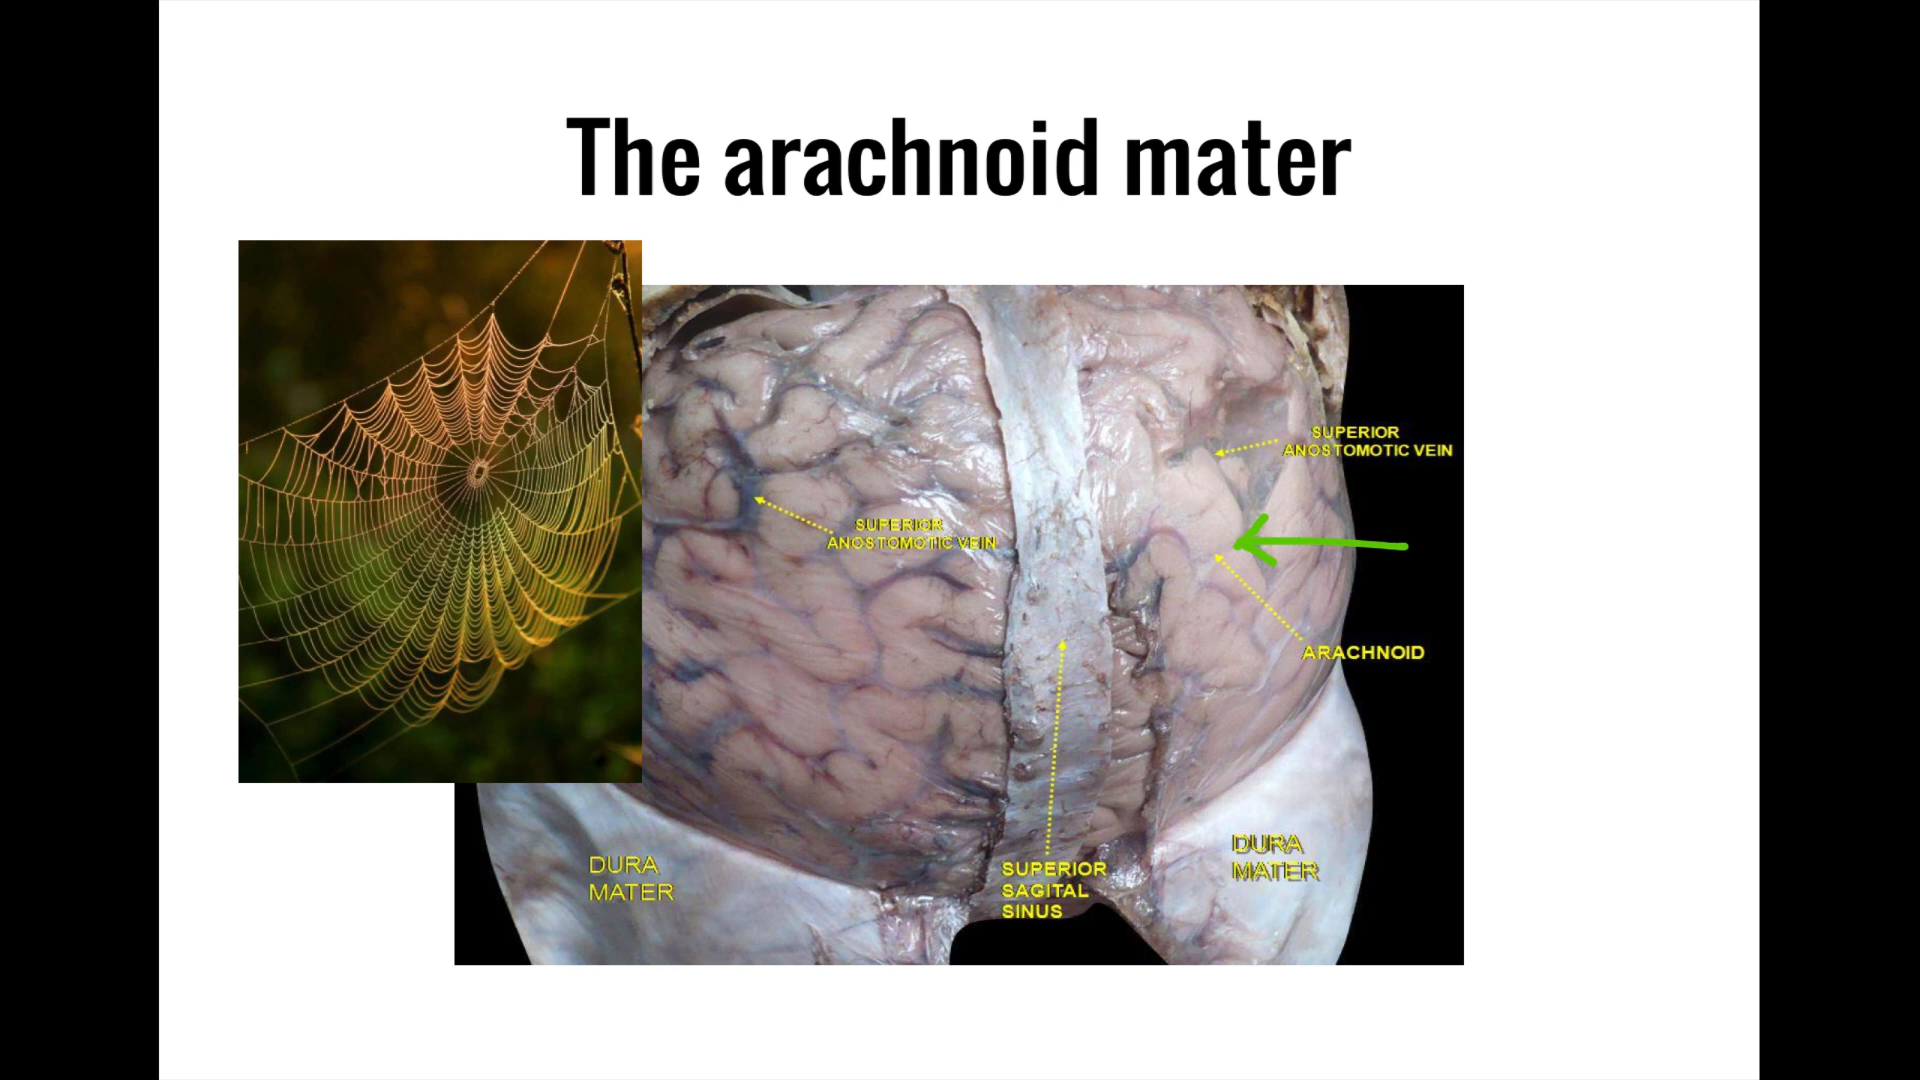 The arachnoid mater
SUPERIOR
ANOSTOMOTIC VEIN
SUPERIOR
ANOSTOMOTIC VEIN
ARACHNOID
DURA
MATER
DURA
MATER
SUPERIOR
SAGITAL
SINUS